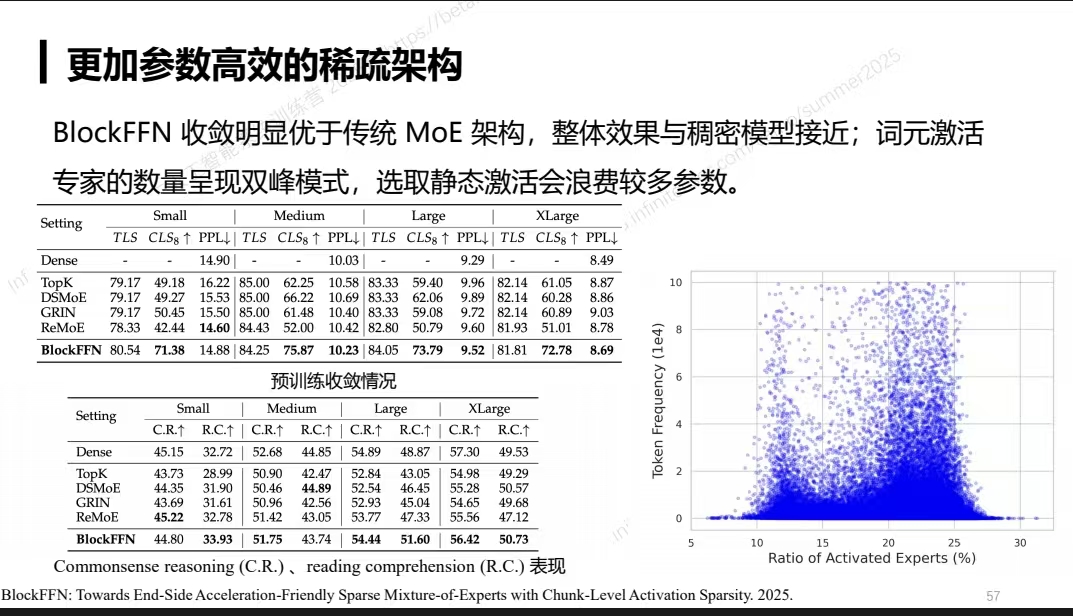 更加参数高效的稀疏架构
BlockFFN 收敛明显优于传统 MoE 架构，整体效果与稠密模型接近；词元激活
专家的数量呈现双峰模式，选取静态激活会浪费较多参数。
Setting Small | Medium | Large | XLarge
TLS CLS8 ↑ PPL↓ | TLS CLS8 ↑ PPL↓ | TLS CLS8 ↑ PPL↓ | TLS CLS8 ↑ PPL↓
Dense - - 14.90 | - - 10.03 | - - 9.29 | - - 8.49
TopK 79.17 49.18 16.22 | 85.00 62.25 10.58 | 83.33 59.40 9.96 | 82.14 61.05 8.87
DSMoE 79.17 49.27 15.53 | 85.00 66.22 10.69 | 83.33 62.06 9.89 | 82.14 60.28 8.86
GRIN 79.17 50.45 15.50 | 85.00 61.48 10.40 | 83.33 59.08 9.72 | 82.14 60.89 9.03
ReMoE 78.33 42.44 14.60 | 84.43 52.00 10.42 | 82.80 50.79 9.60 | 81.93 51.01 8.78
BlockFFN 80.54 71.38 14.88 | 84.25 75.87 10.23 | 84.05 73.79 9.52 | 81.81 72.78 8.69
预训练收敛情况
Setting Small | Medium | Large | XLarge
C.R.↑ R.C.↑ | C.R.↑ R.C.↑ | C.R.↑ R.C.↑ | C.R.↑ R.C.↑
Dense 45.15 32.72 | 52.68 44.85 | 54.89 48.87 | 57.30 49.53
TopK 43.73 28.99 | 50.90 42.47 | 52.84 43.05 | 54.98 49.29
DSMoE 44.35 31.90 | 50.46 44.89 | 52.54 46.45 | 55.28 50.57
GRIN 43.69 31.61 | 50.96 42.56 | 52.93 45.04 | 54.65 49.68
ReMoE 45.22 32.78 | 51.42 43.05 | 53.77 47.33 | 55.56 47.12
BlockFFN 44.80 33.93 | 51.75 43.74 | 54.44 51.60 | 56.42 50.73
Commonsense reasoning (C.R.) 、reading comprehension (R.C.) 表现
Token Frequency (1e4)
10
8
6
4
2
0
5 10 15 20 25 30
Ratio of Activated Experts (%)
BlockFFN: Towards End-Side Acceleration-Friendly Sparse Mixture-of-Experts with Chunk-Level Activation Sparsity. 2025.
57